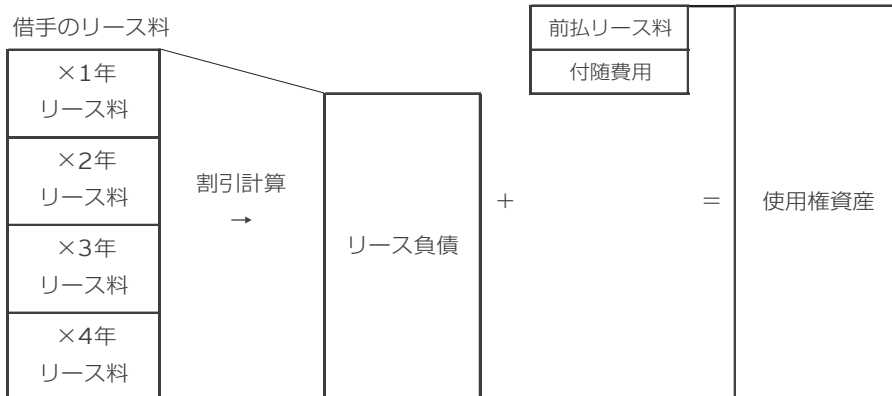 借手のリース料
×1年
リース料
×2年
リース料
×3年
リース料
×4年
リース料
割引計算
→
リース負債
+
前払リース料
付随費用
=
使用権資産